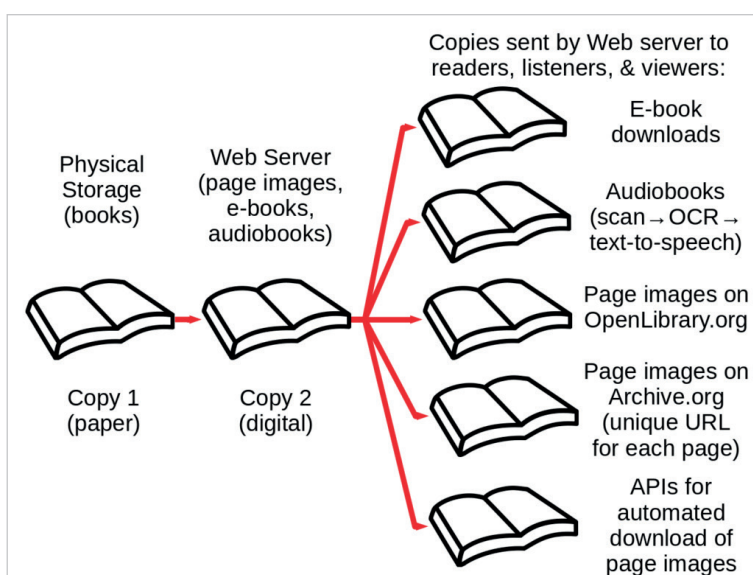 Copies sent by Web server to
readers, listeners, & viewers:
Physical
Storage
(books)
Web Server
(page images,
e-books,
audiobooks)
Copy 1
(paper)
Copy 2
(digital)
E-book
downloads
Audiobooks
(scan→OCR→
text-to-speech)
Page images on
OpenLibrary.org
Page images on
Archive.org
(unique URL
for each page)
APIs for
automated
download of
page images